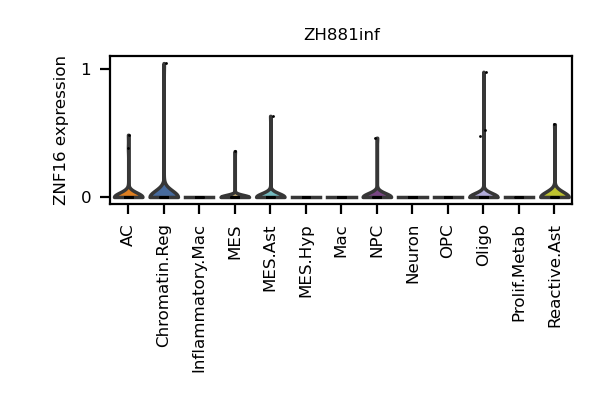 ZH881inf
ZNF16 expression
1
0
AC
Chromatin.Reg
Inflammatory.Mac
MES
MES.Ast
MES.Hyp
Mac
NPC
Neuron
OPC
Oligo
Prolif.Metab
Reactive.Ast